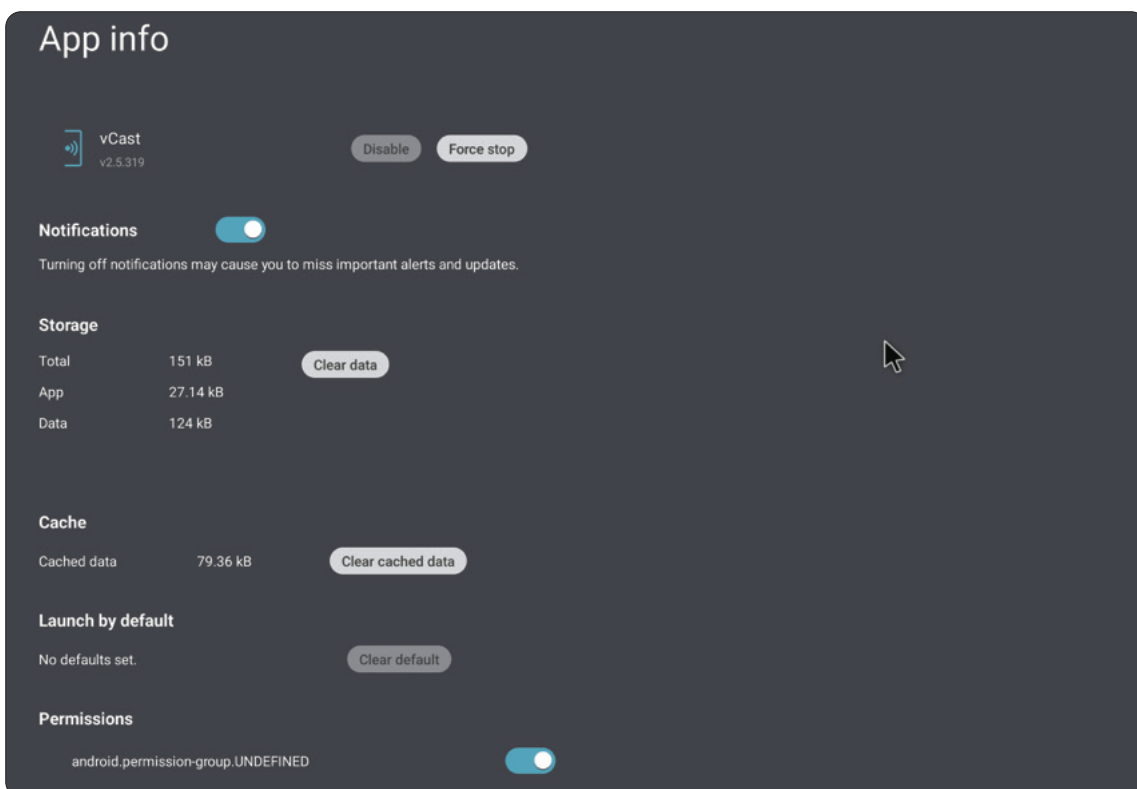 App info
vCast
v2.5.319
Disable
Force stop
Notifications
Turning off notifications may cause you to miss important alerts and updates.
Storage
Total 151 kB
Clear data
App 27.14 kB
Data 124 kB
Cache
Cached data 79.36 kB
Clear cached data
Launch by default
No defaults set.
Clear default
Permissions
android.permission-group.UNDEFINED